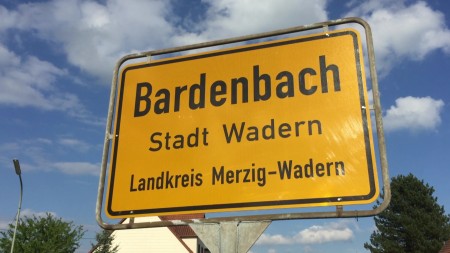 Bardenbach
Stadt Wadern
Landkreis Merzig-Wadern